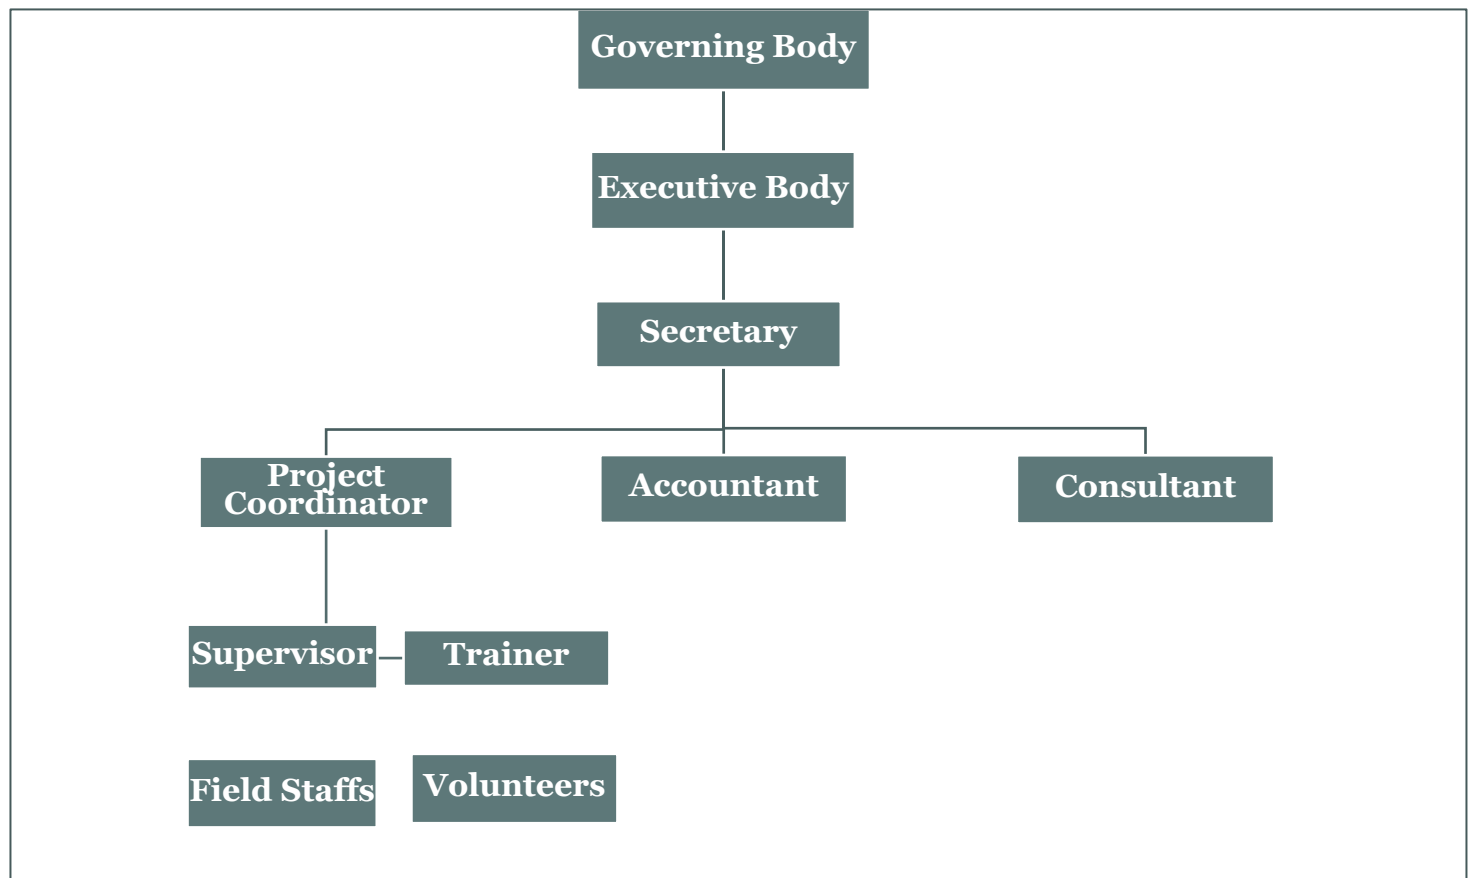 Governing Body
Executive Body
Secretary
Project
Coordinator
Accountant
Consultant
Supervisor
Trainer
Field Staffs
Volunteers